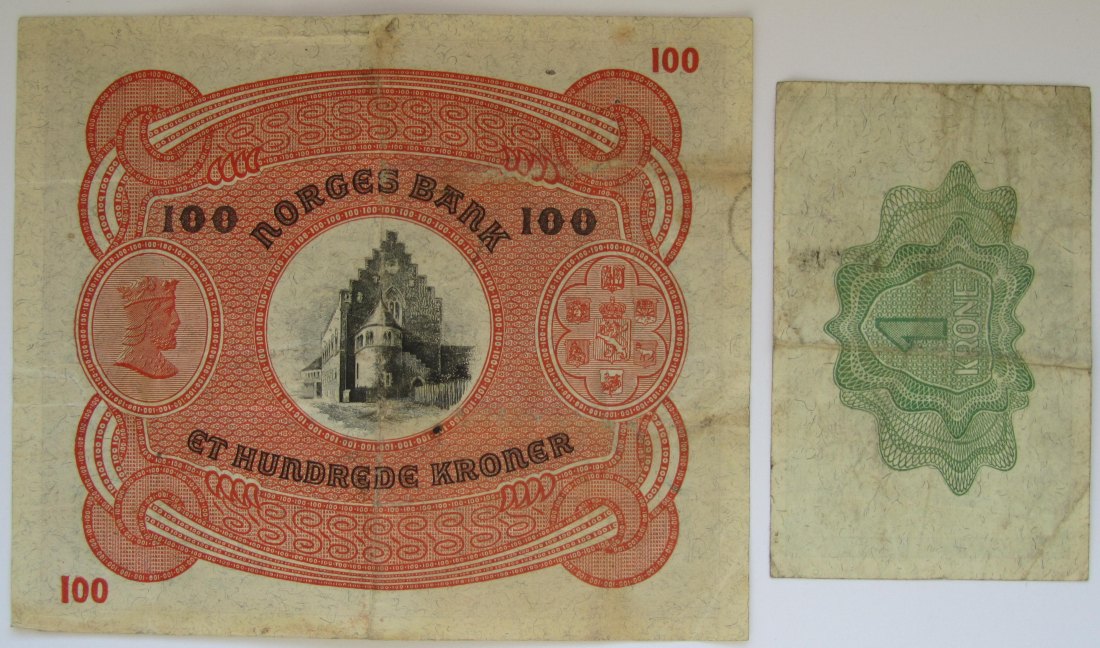 100
100 NORGES BANK 100
ET HUNDREDE KRONER
100
1
KRONE